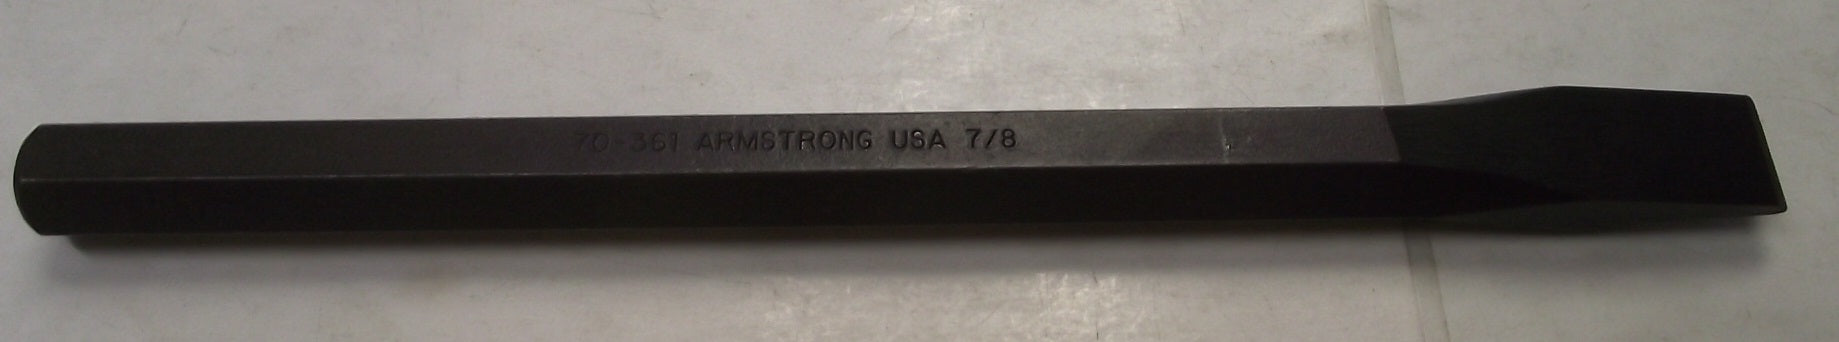 70-361 ARMSTRONG USA 7/8